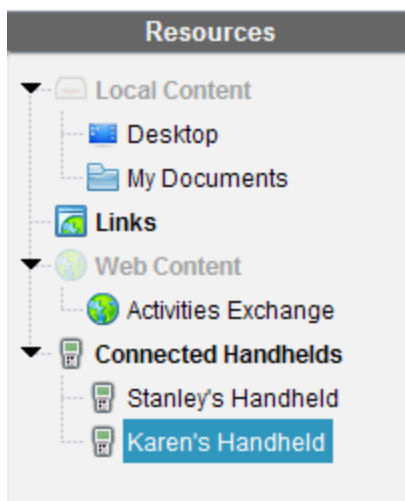 Resources
Local Content
Desktop
My Documents
Links
Web Content
Activities Exchange
Connected Handhelds
Stanley's Handheld
Karen's Handheld